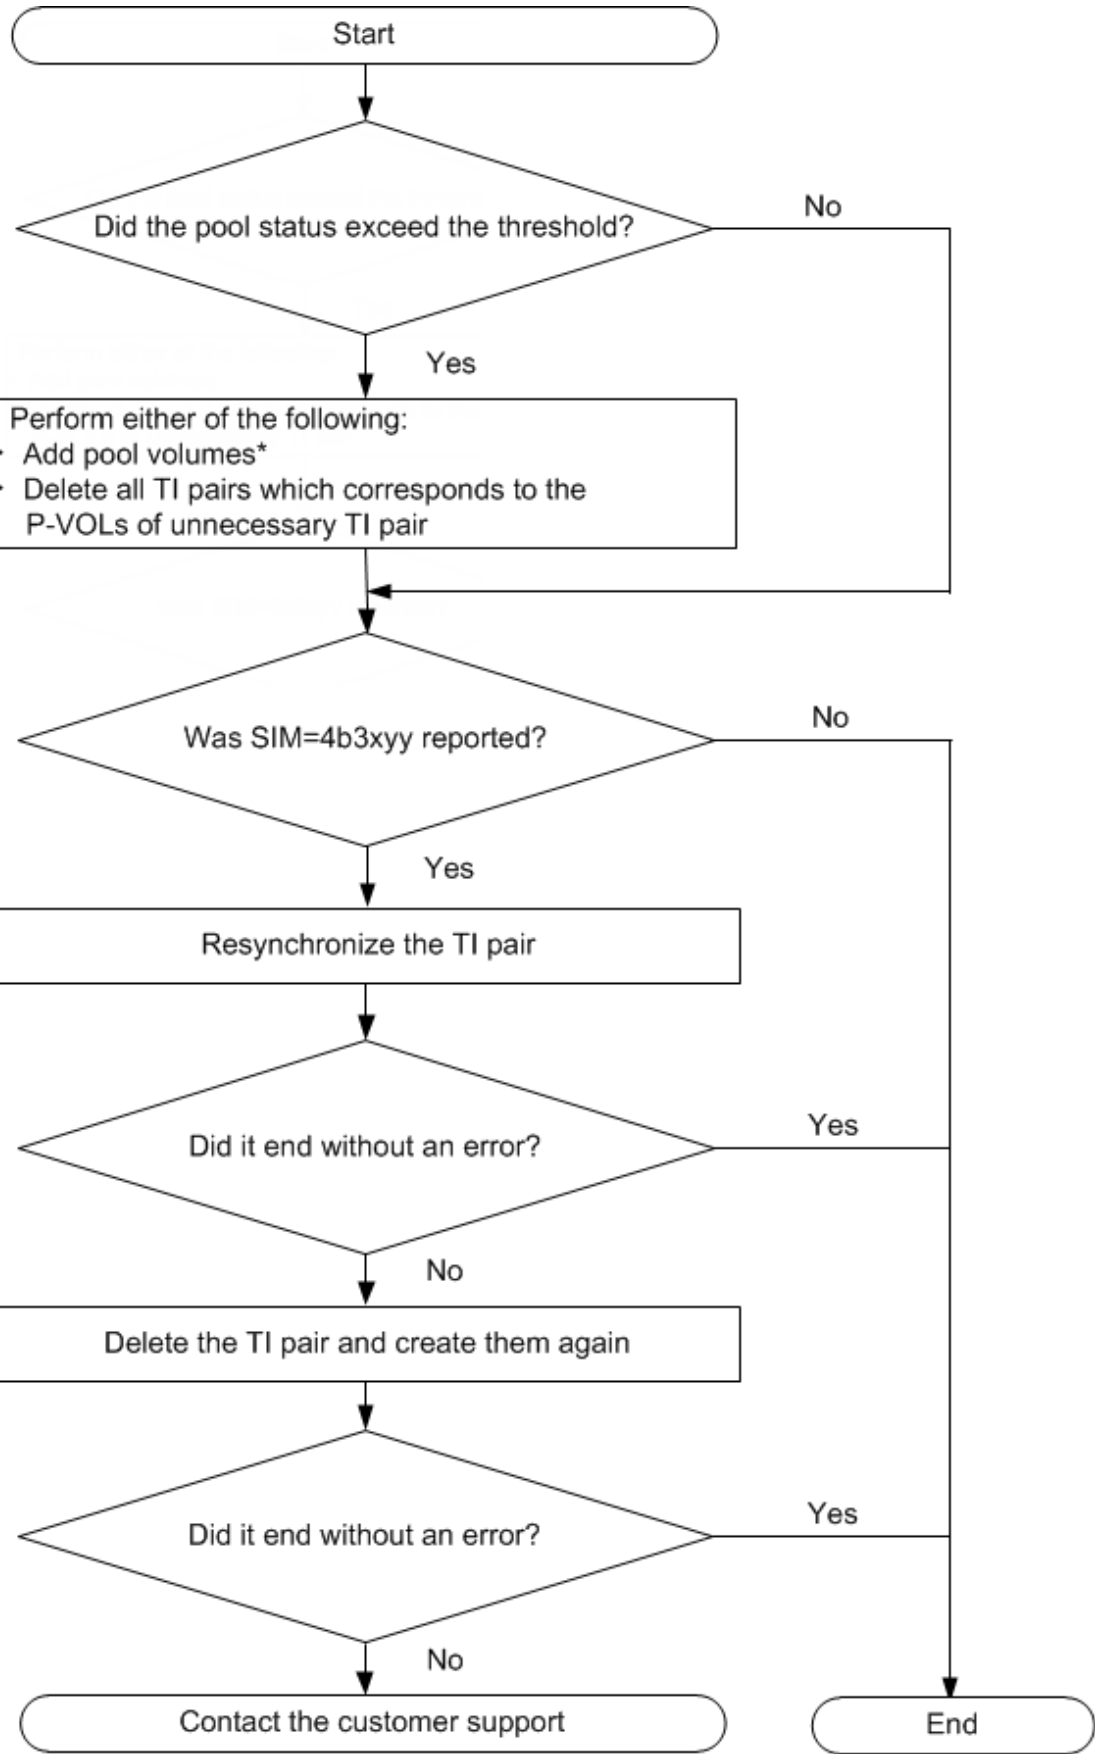 Start
Did the pool status exceed the threshold?
No
Yes
Perform either of the following:
· Add pool volumes*
· Delete all TI pairs which corresponds to the
P-VOLs of unnecessary TI pair
Was SIM=4b3xyy reported?
No
Yes
Resynchronize the TI pair
Did it end without an error?
Yes
No
Delete the TI pair and create them again
Did it end without an error?
Yes
No
Contact the customer support
End